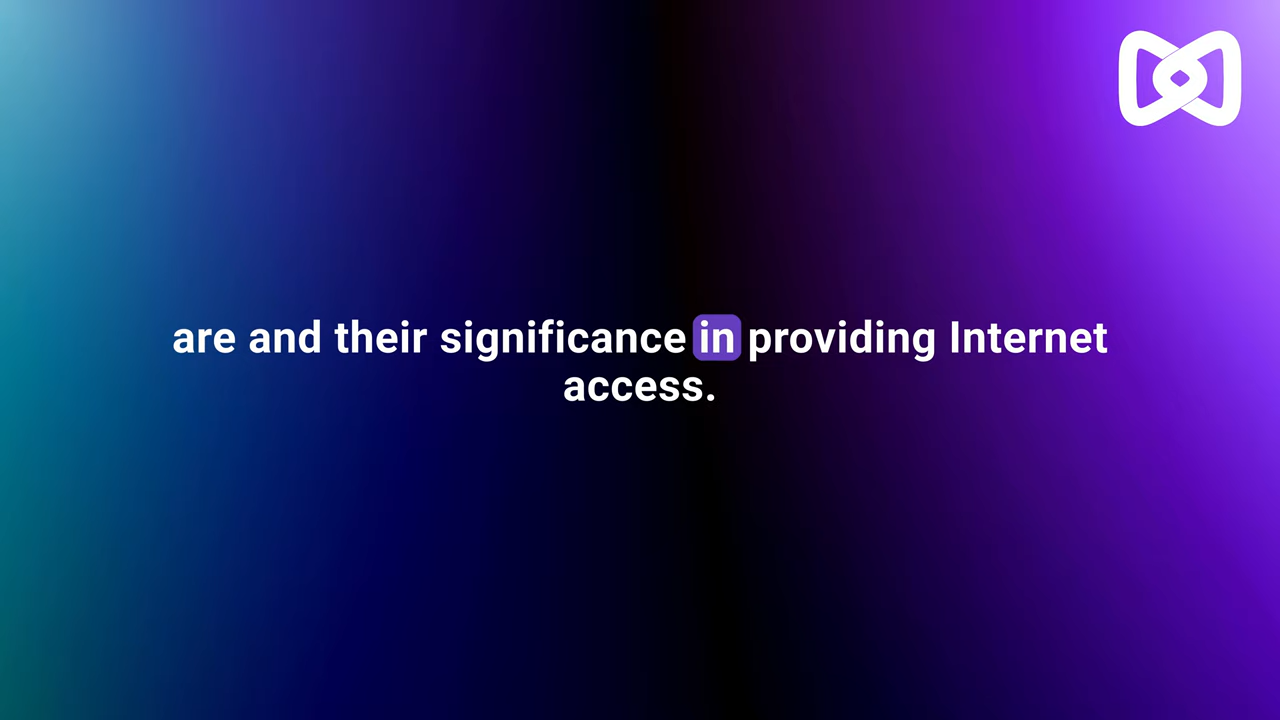 are and their significance in providing Internet
access.